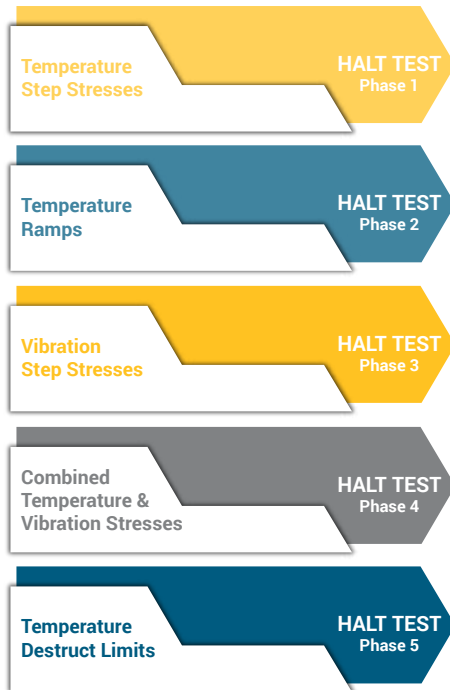 Temperature
Step Stresses
HALT TEST
Phase 1
Temperature
Ramps
HALT TEST
Phase 2
Vibration
Step Stresses
HALT TEST
Phase 3
Combined
Temperature &
Vibration Stresses
HALT TEST
Phase 4
Temperature
Destruct Limits
HALT TEST
Phase 5